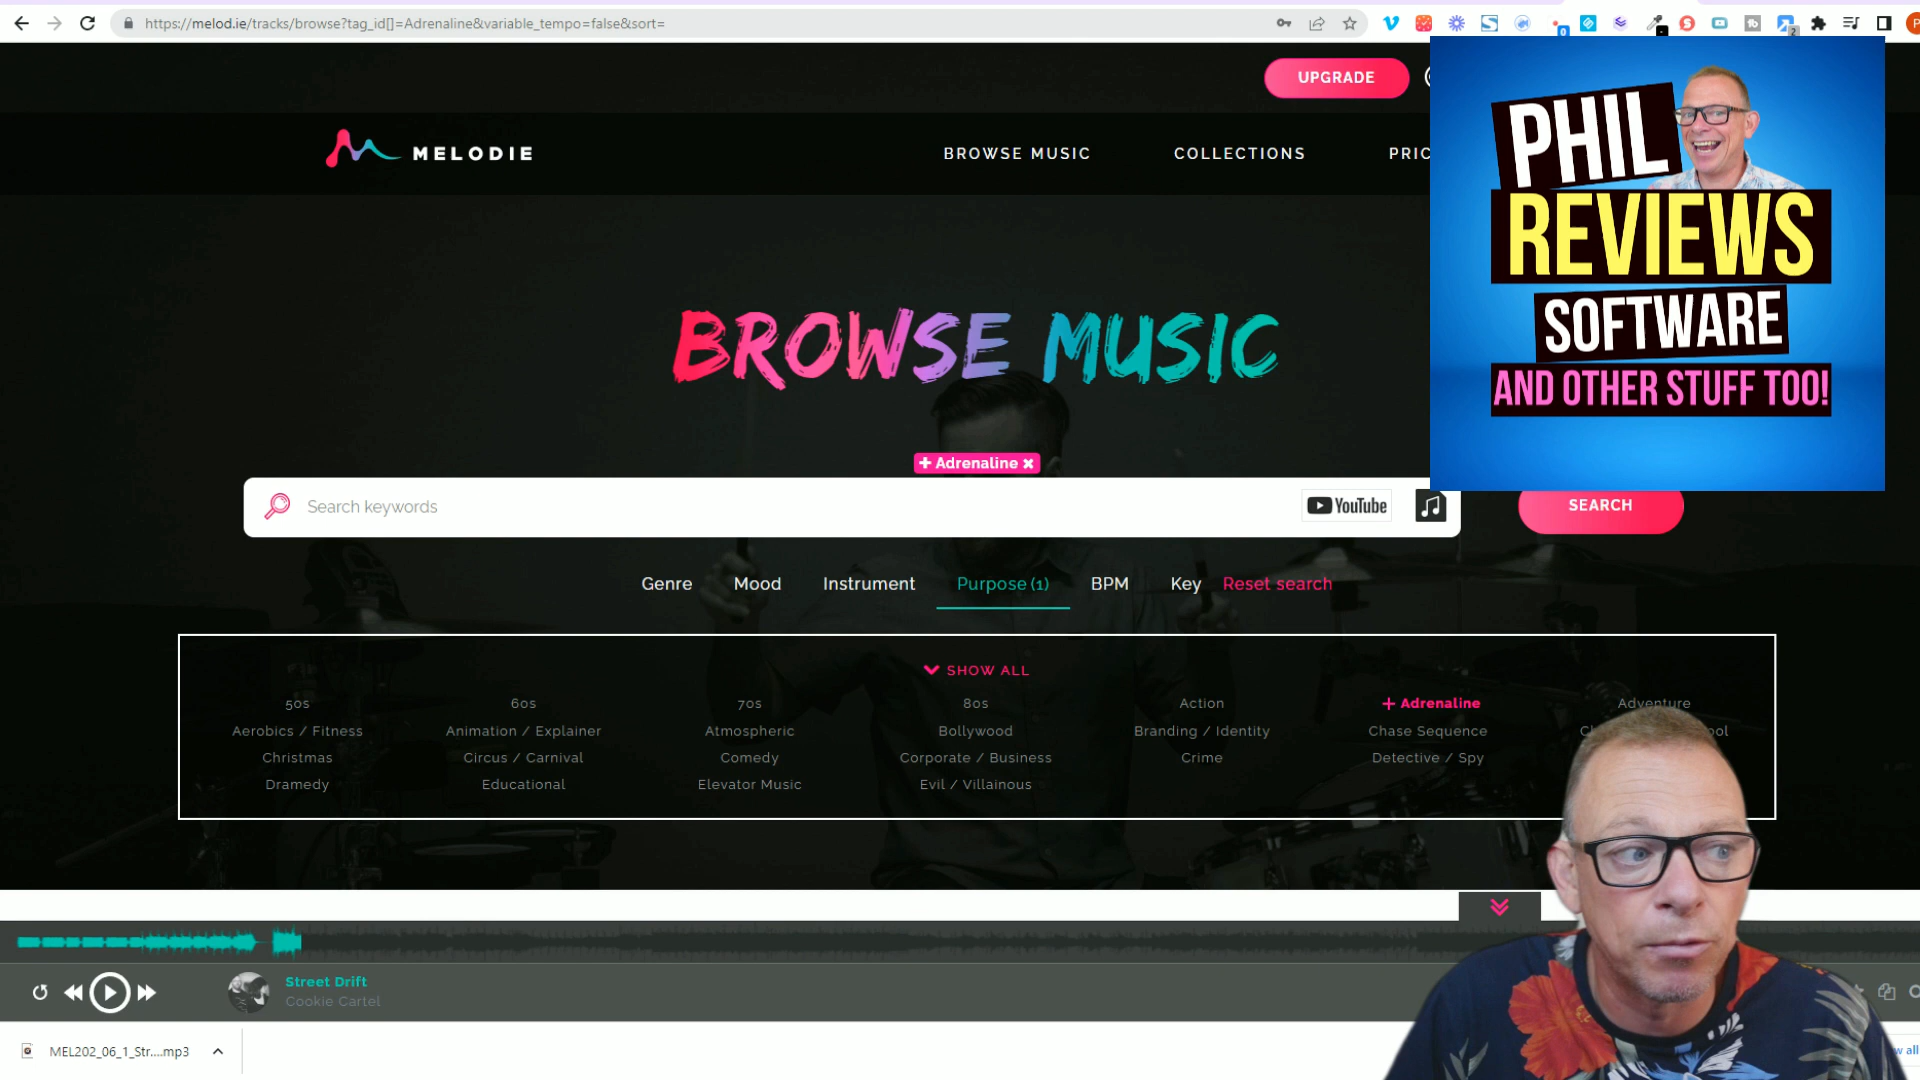 https://melod.ie/tracks/browse?tag_id[]=Adrenaline&variable_tempo=false&sort=
UPGRADE
MELODIE
BROWSE MUSIC
COLLECTIONS
PRIC
PHIL
REVIEWS
SOFTWARE
AND OTHER STUFF TOO!
BROWSE MUSIC
+ Adrenaline ×
Search keywords
YouTube
SEARCH
Genre Mood Instrument Purpose (1) BPM Key Reset search
SHOW ALL
50s 60s 70s 80s Action + Adrenaline Adventure
Aerobics / Fitness Animation / Explainer Atmospheric Bollywood Branding / Identity Chase Sequence
Christmas Circus / Carnival Comedy Corporate / Business Crime Detective / Spy
Dramedy Educational Elevator Music Evil / Villainous
Street Drift
Cookie Cartel
MEL202_06_1_Str....mp3
all